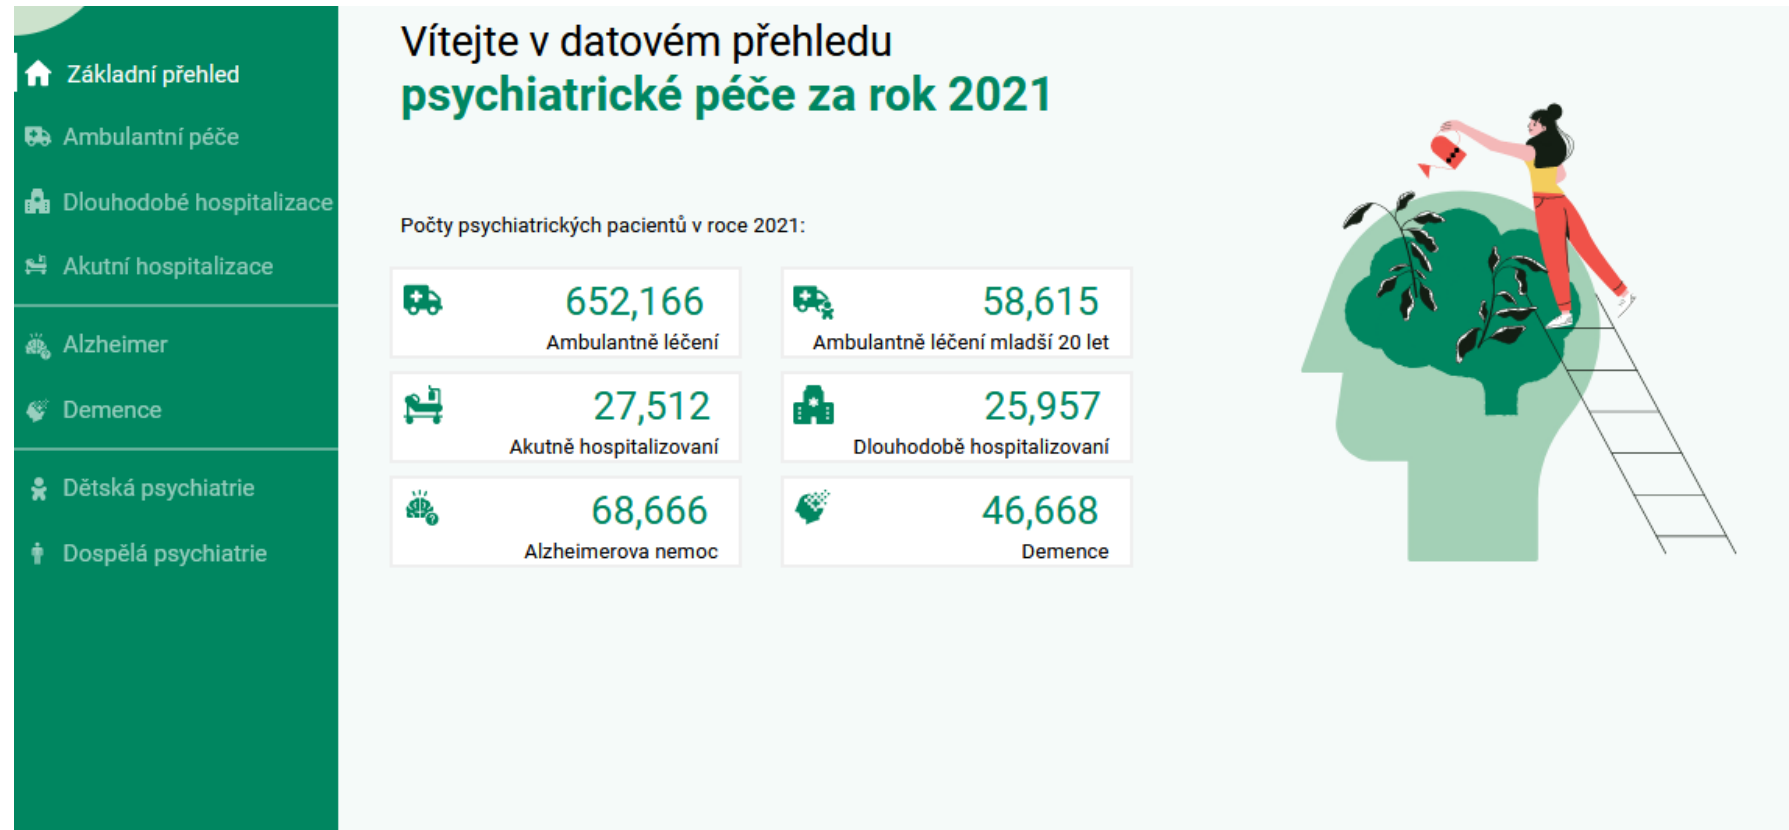 Základní přehled
Ambulantní péče
Dlouhodobé hospitalizace
Akutní hospitalizace
Alzheimer
Demence
Dětská psychiatrie
Dospělá psychiatrie
Vítejte v datovém přehledu
psychiatrické péče za rok 2021
Počty psychiatrických pacientů v roce 2021:
652,166
Ambulantně léčení
58,615
Ambulantně léčení mladší 20 let
27,512
Akutně hospitalizovaní
25,957
Dlouhodobě hospitalizovaní
68,666
Alzheimerova nemoc
46,668
Demence